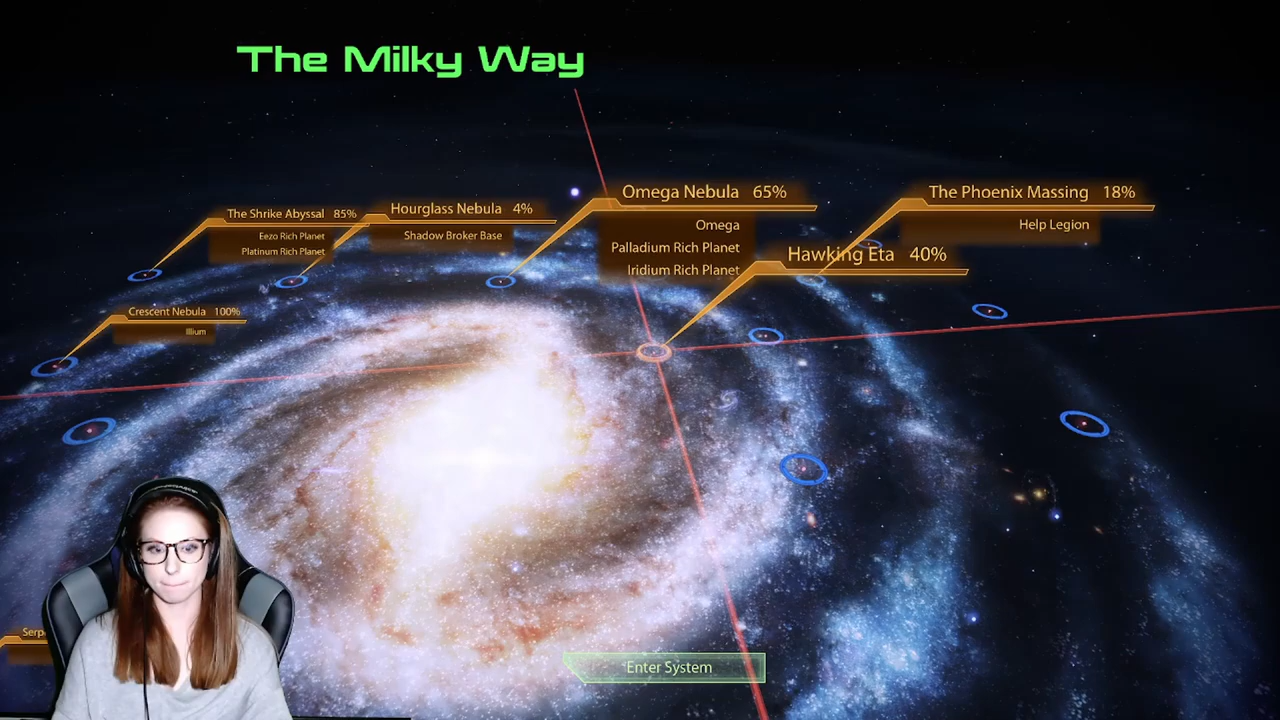 The Milky Way
Omega Nebula 65%
Omega
Palladium Rich Planet
Iridium Rich Planet
The Phoenix Massing 18%
Help Legion
Hourglass Nebula 4%
Shadow Broker Base
The Shrike Abyssal 85%
Eezo Rich Planet
Platinum Rich Planet
Hawking Eta 40%
Crescent Nebula 100%
Illium
Serp
Enter System